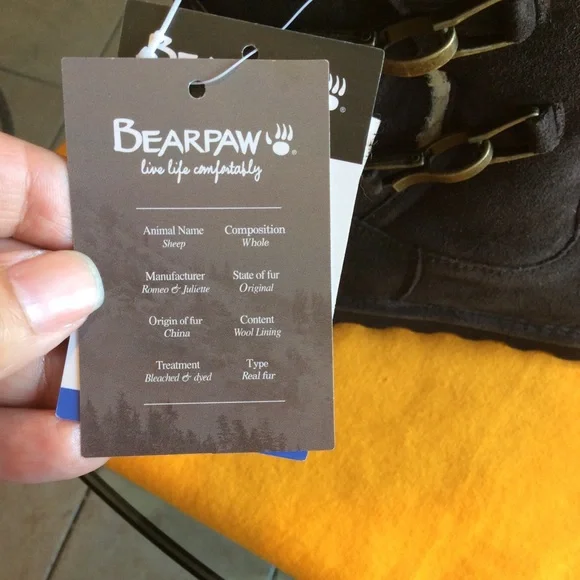 BEARPAW
live life comfortably
Animal Name
Sheep
Composition
Whole
Manufacturer
Romeo & Juliette
State of fur
Original
Origin of fur
China
Content
Wool Lining
Treatment
Bleached & dyed
Type
Real fur